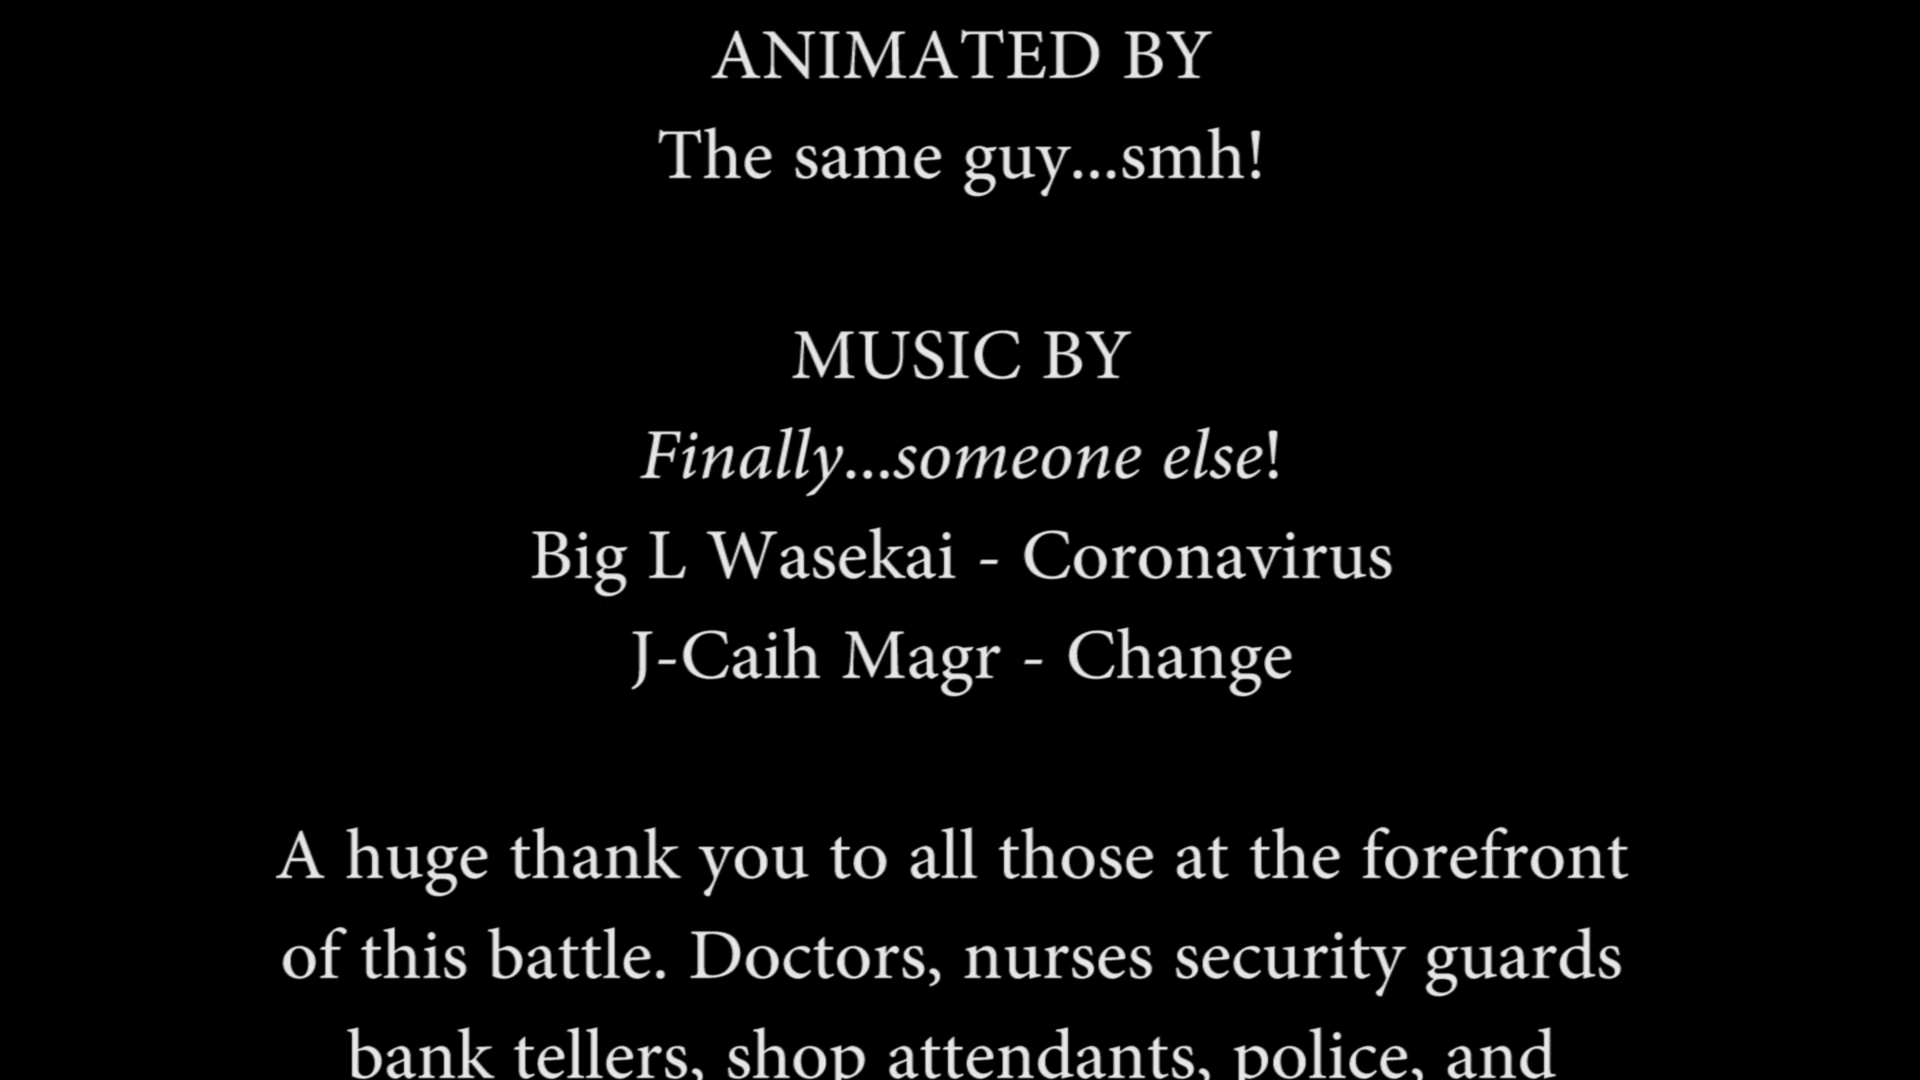 ANIMATED BY
The same guy...smh!
MUSIC BY
Finally...someone else!
Big L Wasekai - Coronavirus
J-Caih Magr - Change
A huge thank you to all those at the forefront
of this battle. Doctors, nurses security guards
bank tellers, shop attendants, police, and